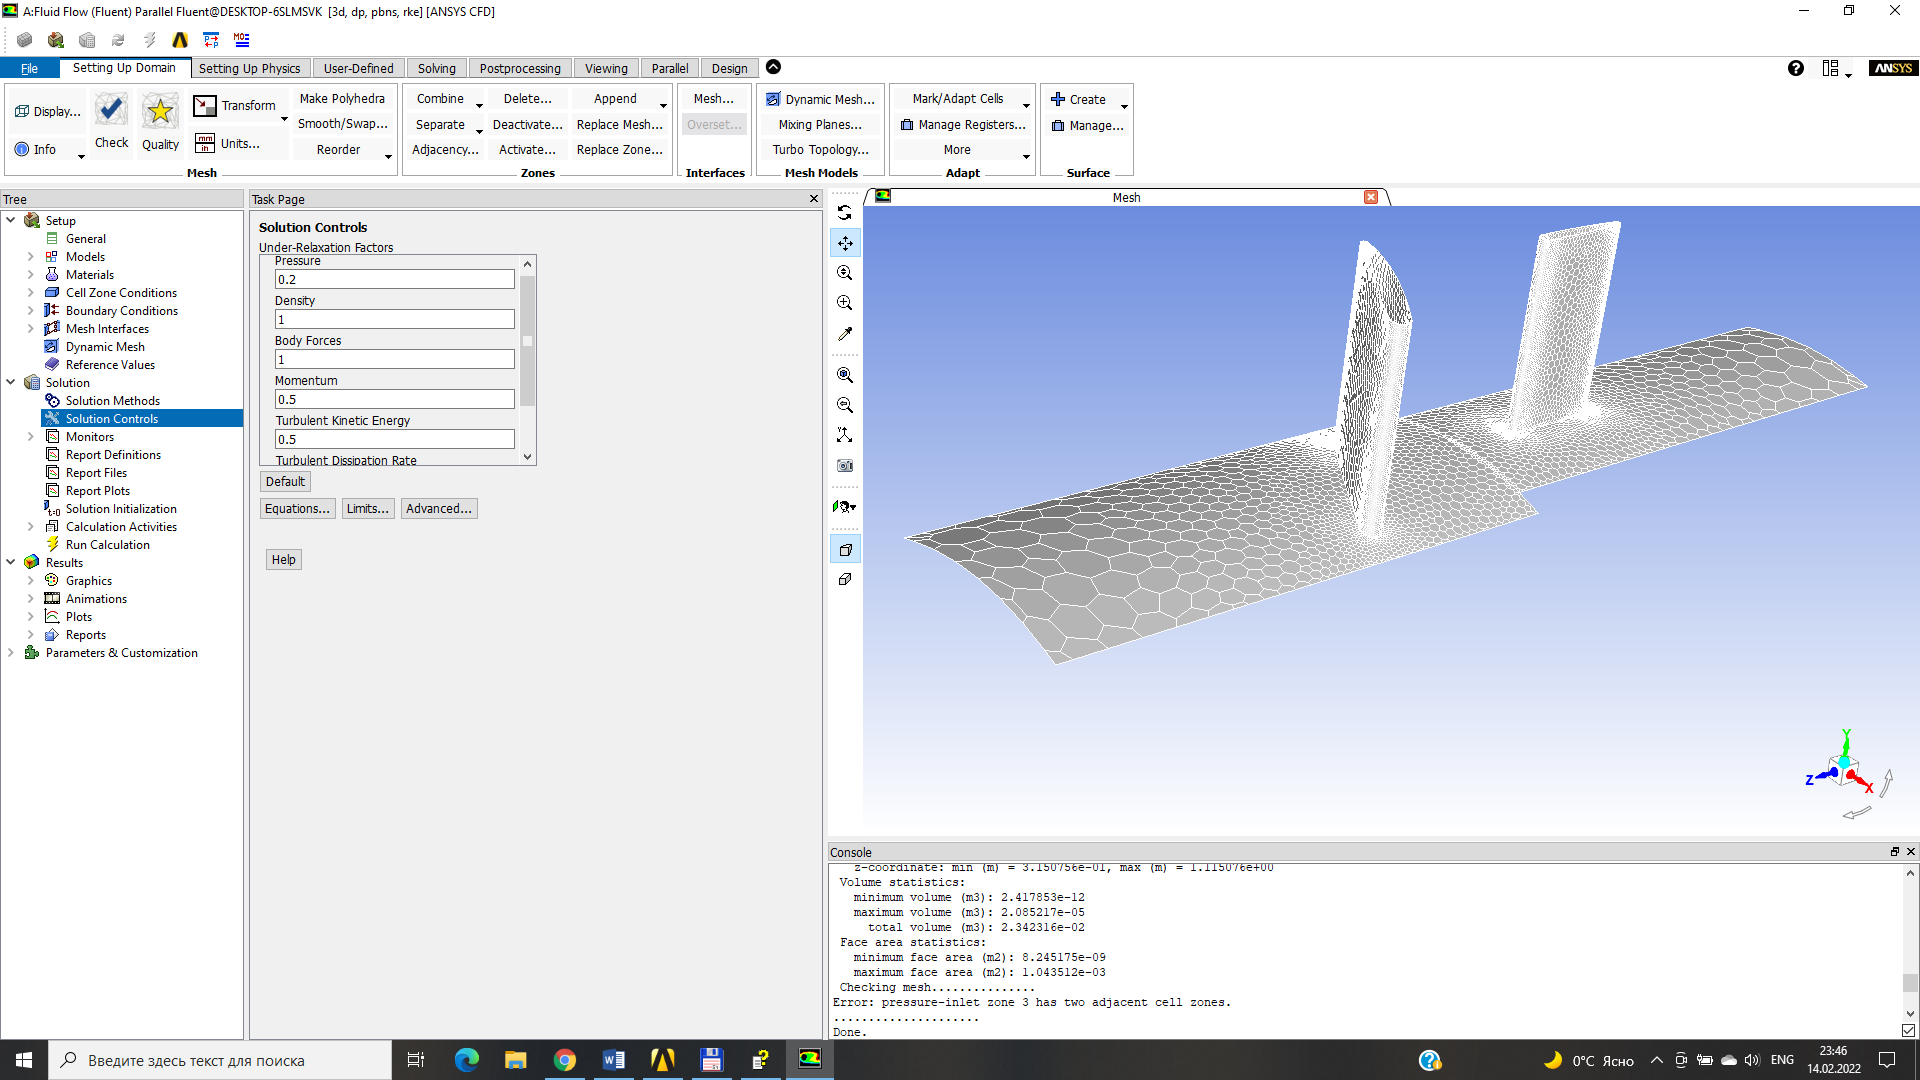 A:Fluid Flow (Fluent) Parallel Fluent@DESKTOP-6SLMSVK [3d, dp, pbns, rke] [ANSYS CFD]
File
Setting Up Domain
Setting Up Physics
User-Defined
Solving
Postprocessing
Viewing
Parallel
Design
ANSYS
Display...
Info
Check
Quality
Transform
Units...
Make Polyhedra
Smooth/Swap...
Reorder
Mesh
Combine
Separate
Adjacency...
Delete...
Deactivate...
Activate...
Append
Replace Mesh...
Replace Zone...
Zones
Mesh...
Overset...
Interfaces
Dynamic Mesh...
Mixing Planes...
Turbo Topology...
Mesh Models
Mark/Adapt Cells
Manage Registers...
More
Adapt
Create
Manage...
Surface
Tree
Setup
General
Models
Materials
Cell Zone Conditions
Boundary Conditions
Mesh Interfaces
Dynamic Mesh
Reference Values
Solution
Solution Methods
Solution Controls
Monitors
Report Definitions
Report Files
Report Plots
Solution Initialization
Calculation Activities
Run Calculation
Results
Graphics
Animations
Plots
Reports
Parameters & Customization
Task Page
Solution Controls
Under-Relaxation Factors
Pressure
0.2
Density
1
Body Forces
1
Momentum
0.5
Turbulent Kinetic Energy
0.5
Turbulent Dissipation Rate
Default
Equations...
Limits...
Advanced...
Help
Mesh
Y
Z
X
Console
z-coordinate: min (m) = 3.150756e-01, max (m) = 1.115076e+00
Volume statistics:
minimum volume (m3): 2.417853e-12
maximum volume (m3): 2.085217e-05
total volume (m3): 2.342316e-02
Face area statistics:
minimum face area (m2): 8.245175e-09
maximum face area (m2): 1.043512e-03
Checking mesh...............
Error: pressure-inlet zone 3 has two adjacent cell zones.
.....................
Done.
Введите здесь текст для поиска
0°C Ясно
ENG
23:46
14.02.2022